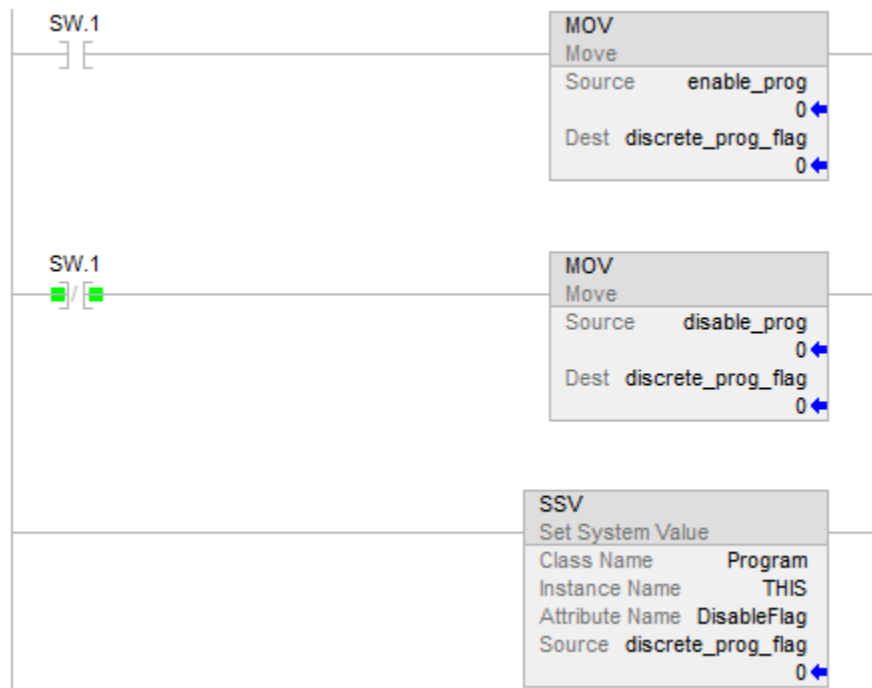 SW.1
MOV
Move
Source enable_prog
0
Dest discrete_prog_flag
0
SW.1
MOV
Move
Source disable_prog
0
Dest discrete_prog_flag
0
SSV
Set System Value
Class Name Program
Instance Name THIS
Attribute Name DisableFlag
Source discrete_prog_flag
0